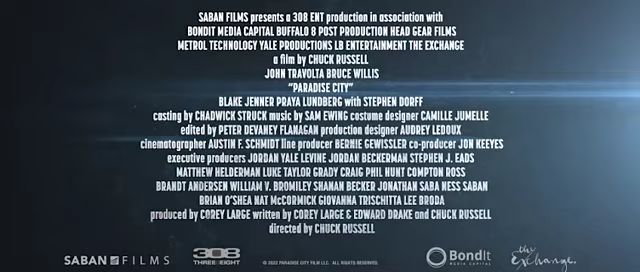 SABAN FILMS presents a 308 ENT production in association with
BONDIT MEDIA CAPITAL BUFFALO 8 POST PRODUCTION HEAD GEAR FILMS
METROL TECHNOLOGY YALE PRODUCTIONS LB ENTERTAINMENT THE EXCHANGE
a film by CHUCK RUSSELL
JOHN TRAVOLTA BRUCE WILLIS
"PARADISE CITY"
BLAKE JENNER PRAYA LUNDBERG with STEPHEN DORFF
casting by CHADWICK STRUCK music by SAM EWING costume designer CAMILLE JUMELLE
edited by PETER DEVANEY FLANAGAN production designer AUDREY LEDOUX
cinematographer AUSTIN F. SCHMIDT line producer BERNIE GEWISSLER co-producer JON KEEYES
executive producers JORDAN YALE LEVINE JORDAN BECKERMAN STEPHEN J. EADS
MATTHEW HELDERMAN LUKE TAYLOR GRADY CRAIG PHIL HUNT COMPTON ROSS
BRANDT ANDERSEN WILLIAM V. BROMILEY SHANAN BECKER JONATHAN SABA NESS SABAN
BRIAN O'SHEA NAT McCORMICK GIOVANNA TRISCHITTA LEE BRODA
produced by COREY LARGE written by COREY LARGE & EDWARD DRAKE and CHUCK RUSSELL
directed by CHUCK RUSSELL
SABAN FILMS
308
THREE EIGHT
© 2022 PARADISE CITY FILM LLC. ALL RIGHTS RESERVED.
BondIt
MEDIA CAPITAL
the
exchange.